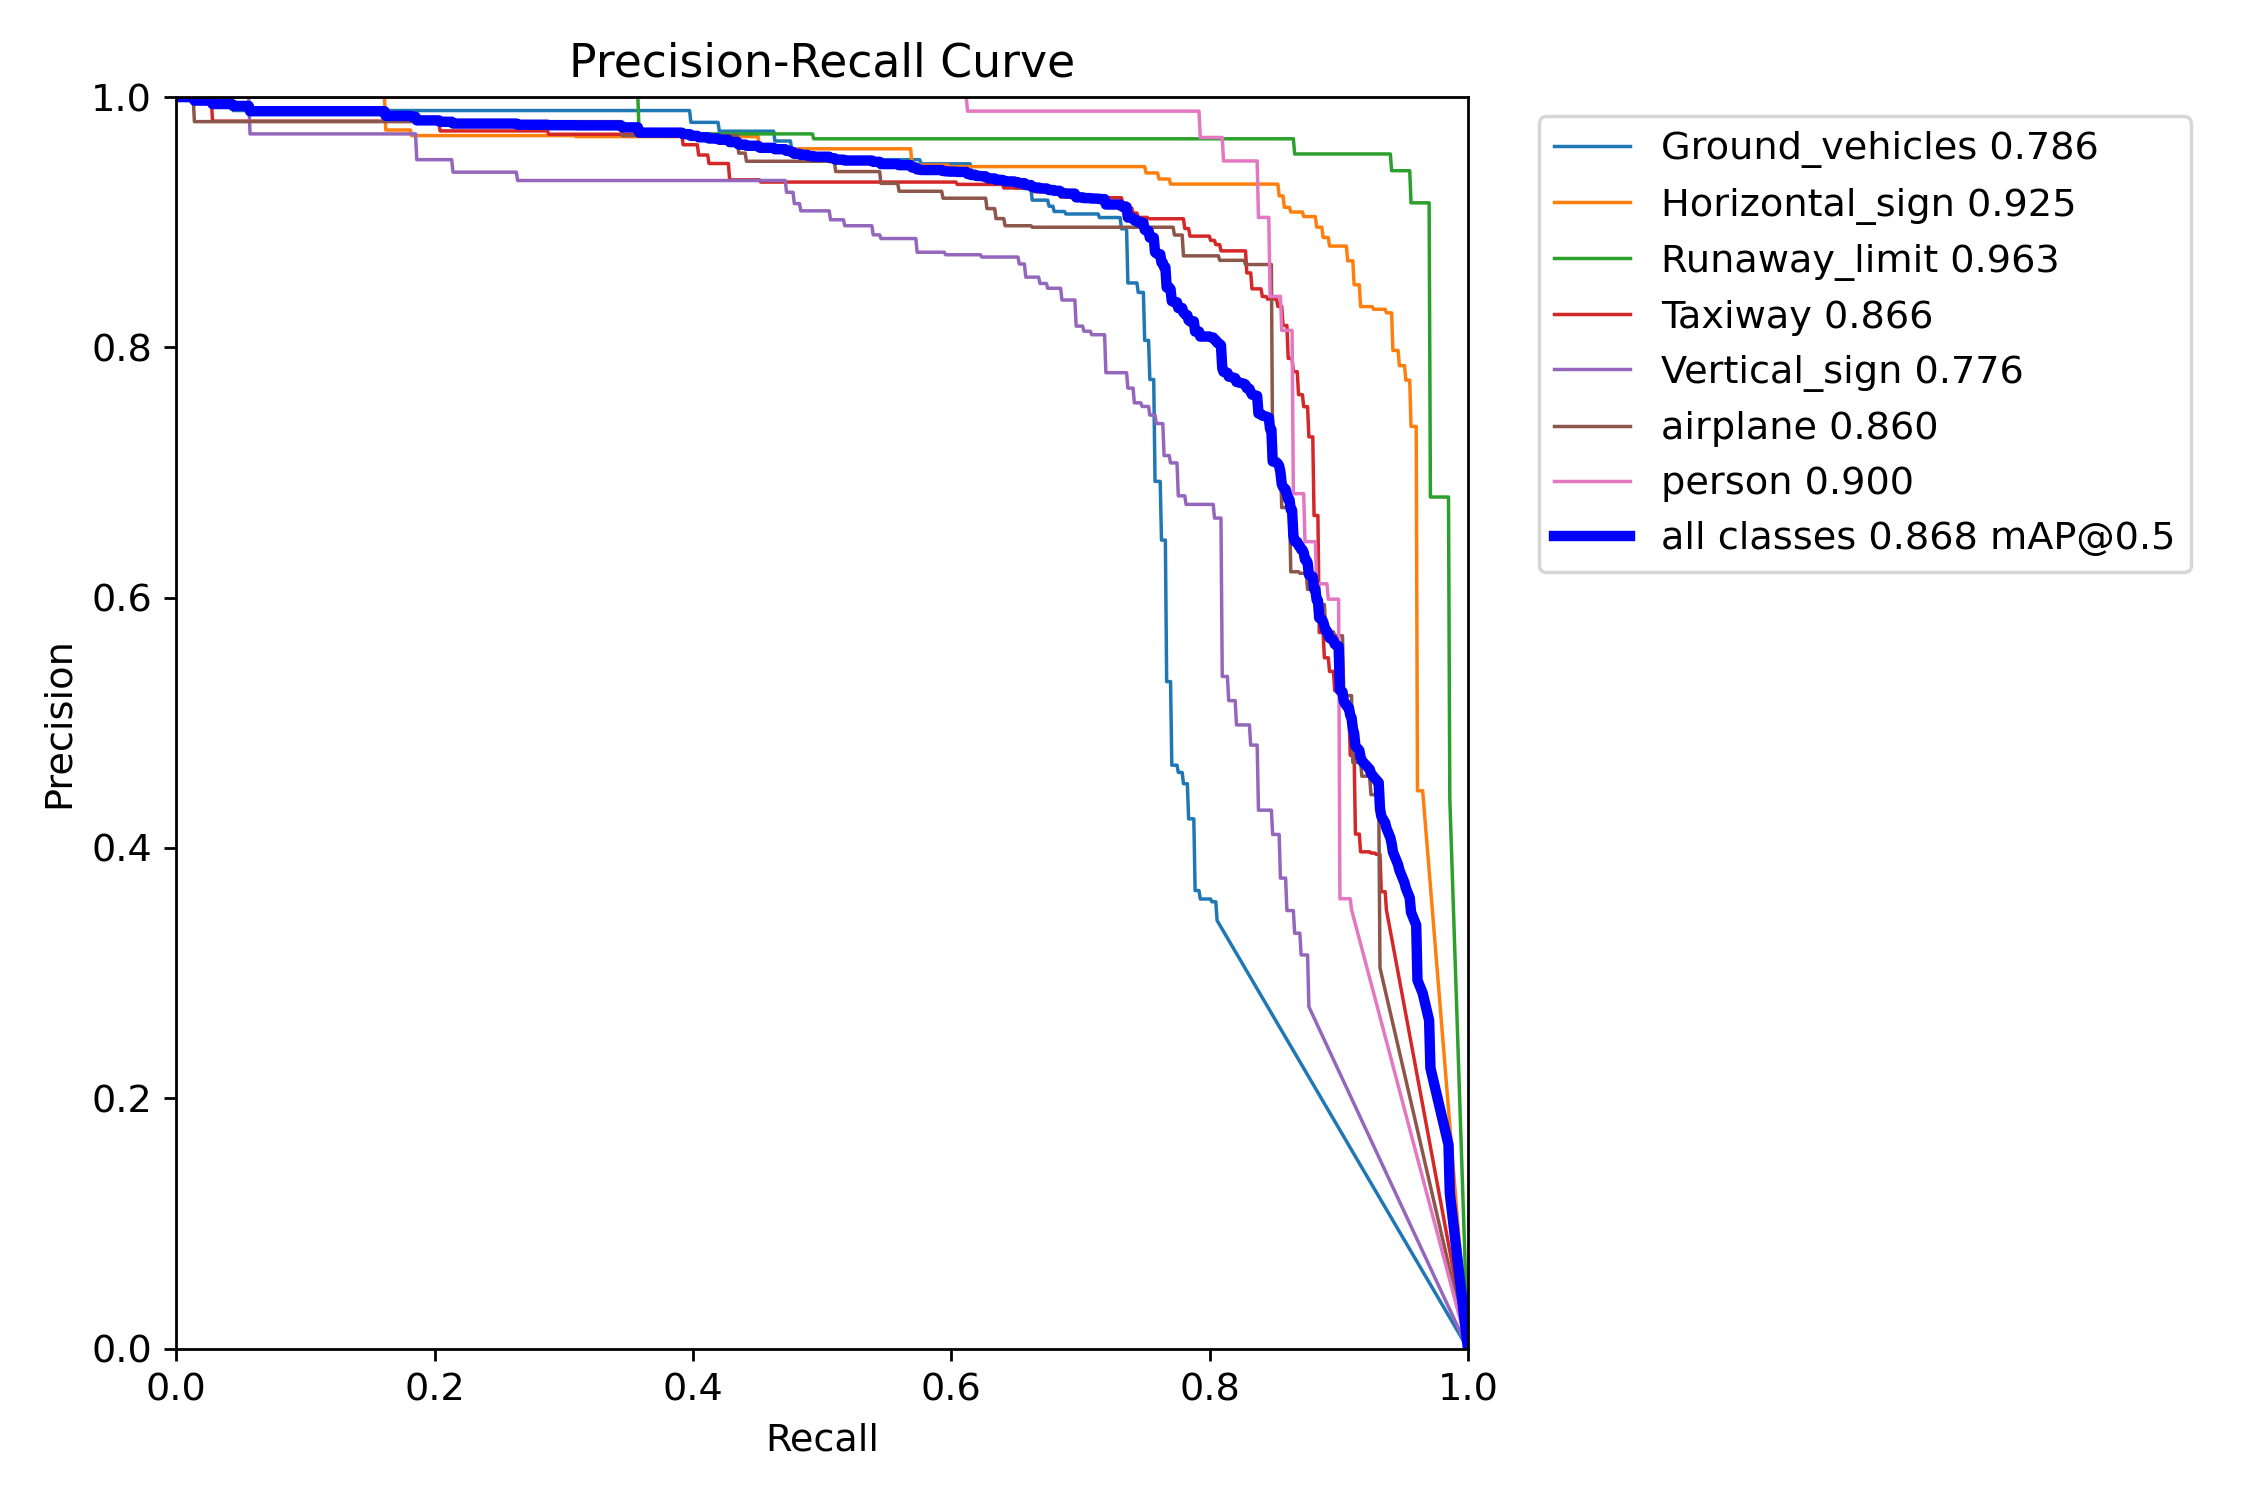 Precision-Recall Curve
1.0
0.8
0.6
0.4
0.2
0.0
Precision
0.0 0.2 0.4 0.6 0.8 1.0
Recall
Ground_vehicles 0.786
Horizontal_sign 0.925
Runaway_limit 0.963
Taxiway 0.866
Vertical_sign 0.776
airplane 0.860
person 0.900
all classes 0.868 mAP@0.5